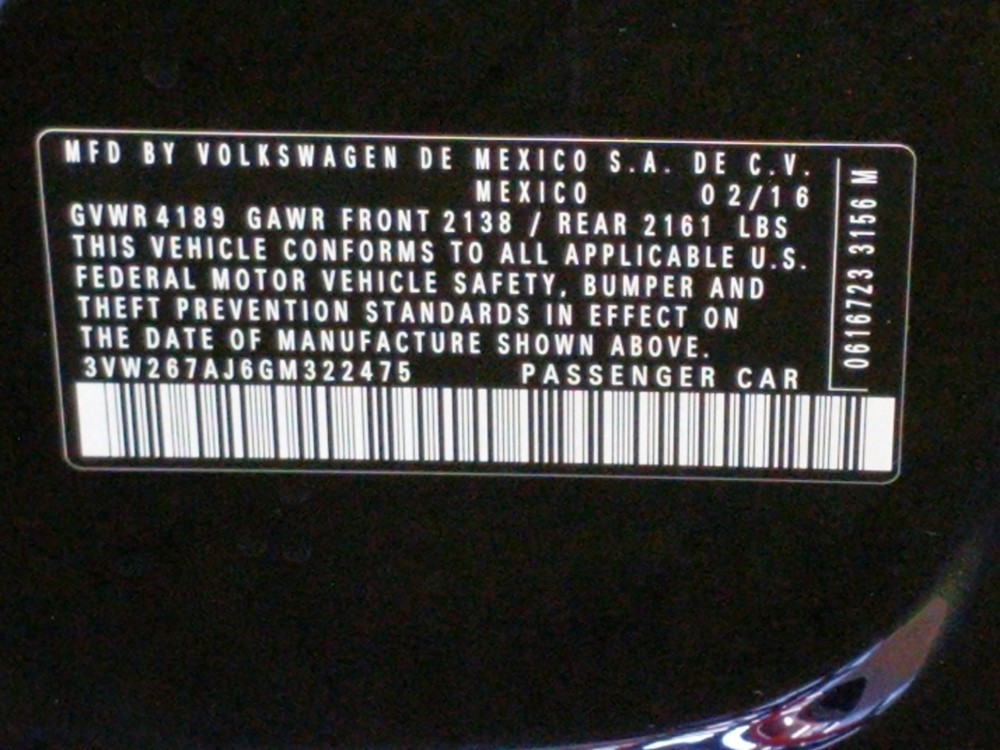 MFD BY VOLKSWAGEN DE MEXICO S.A. DE C.V.
MEXICO 02/16
GVWR 4189 GAWR FRONT 2138 / REAR 2161 LBS
THIS VEHICLE CONFORMS TO ALL APPLICABLE U.S.
FEDERAL MOTOR VEHICLE SAFETY, BUMPER AND
THEFT PREVENTION STANDARDS IN EFFECT ON
THE DATE OF MANUFACTURE SHOWN ABOVE.
3VW267AJ6GM322475 PASSENGER CAR
0616723 3156 M